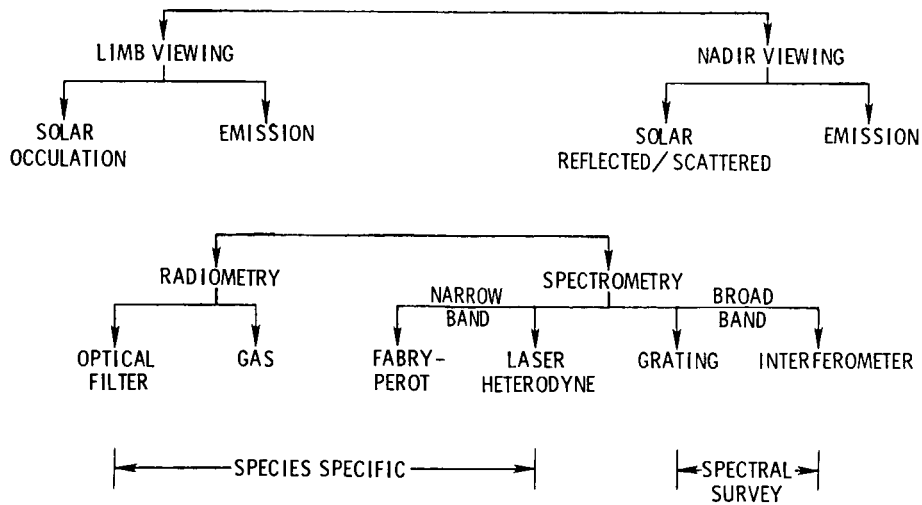 LIMB VIEWING
NADIR VIEWING
SOLAR
OCCULATION
EMISSION
SOLAR
REFLECTED/SCATTERED
EMISSION
RADIOMETRY
SPECTROMETRY
NARROW
BAND
BROAD
BAND
OPTICAL
FILTER
GAS
FABRY-
PEROT
LASER
HETERODYNE
GRATING
INTERFEROMETER
SPECIES SPECIFIC
SPECTRAL
SURVEY